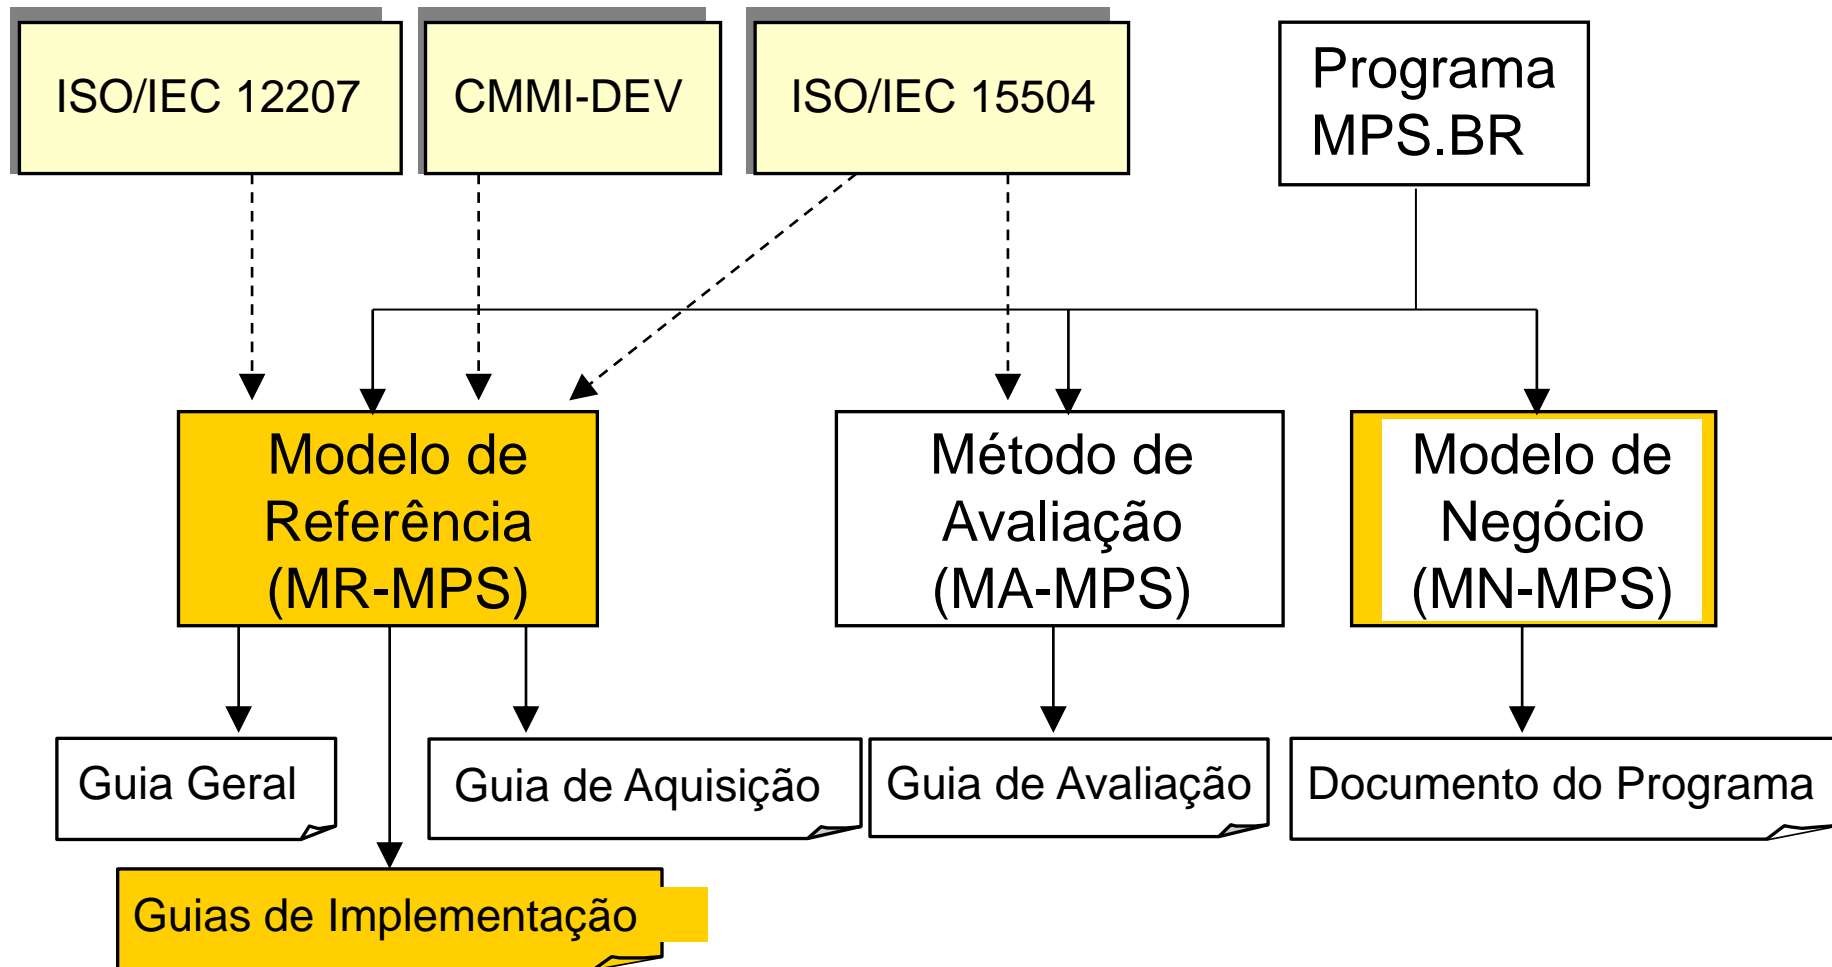 ISO/IEC 12207
CMMI-DEV
ISO/IEC 15504
Programa
MPS.BR
Modelo de
Referência
(MR-MPS)
Método de
Avaliação
(MA-MPS)
Modelo de
Negócio
(MN-MPS)
Guia Geral
Guia de Aquisição
Guia de Avaliação
Documento do Programa
Guias de Implementação